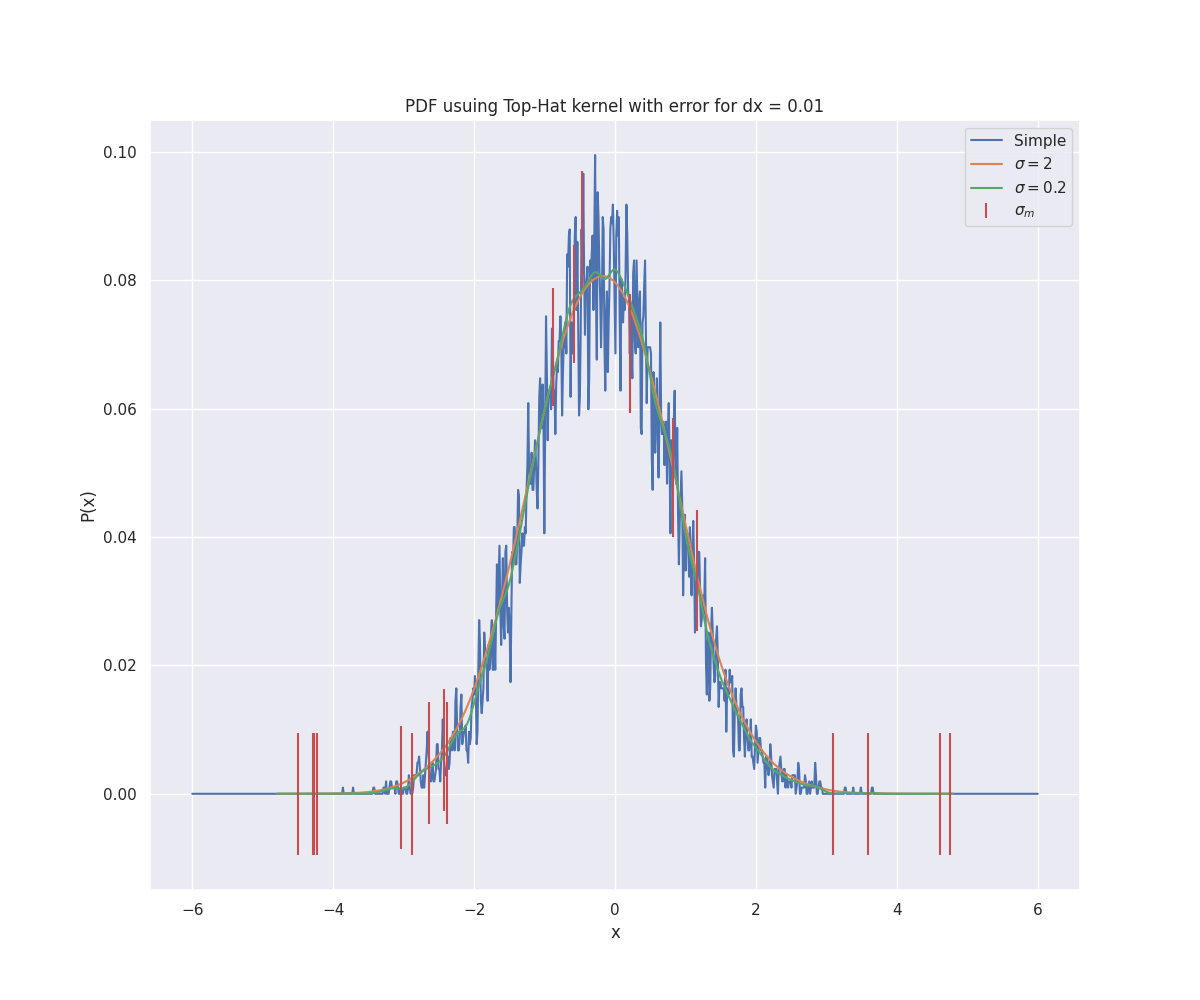 PDF usuing Top-Hat kernel with error for dx = 0.01
Simple
σ = 2
σ = 0.2
σm
P(x)
0.10
0.08
0.06
0.04
0.02
0.00
−6 −4 −2 0 2 4 6
x